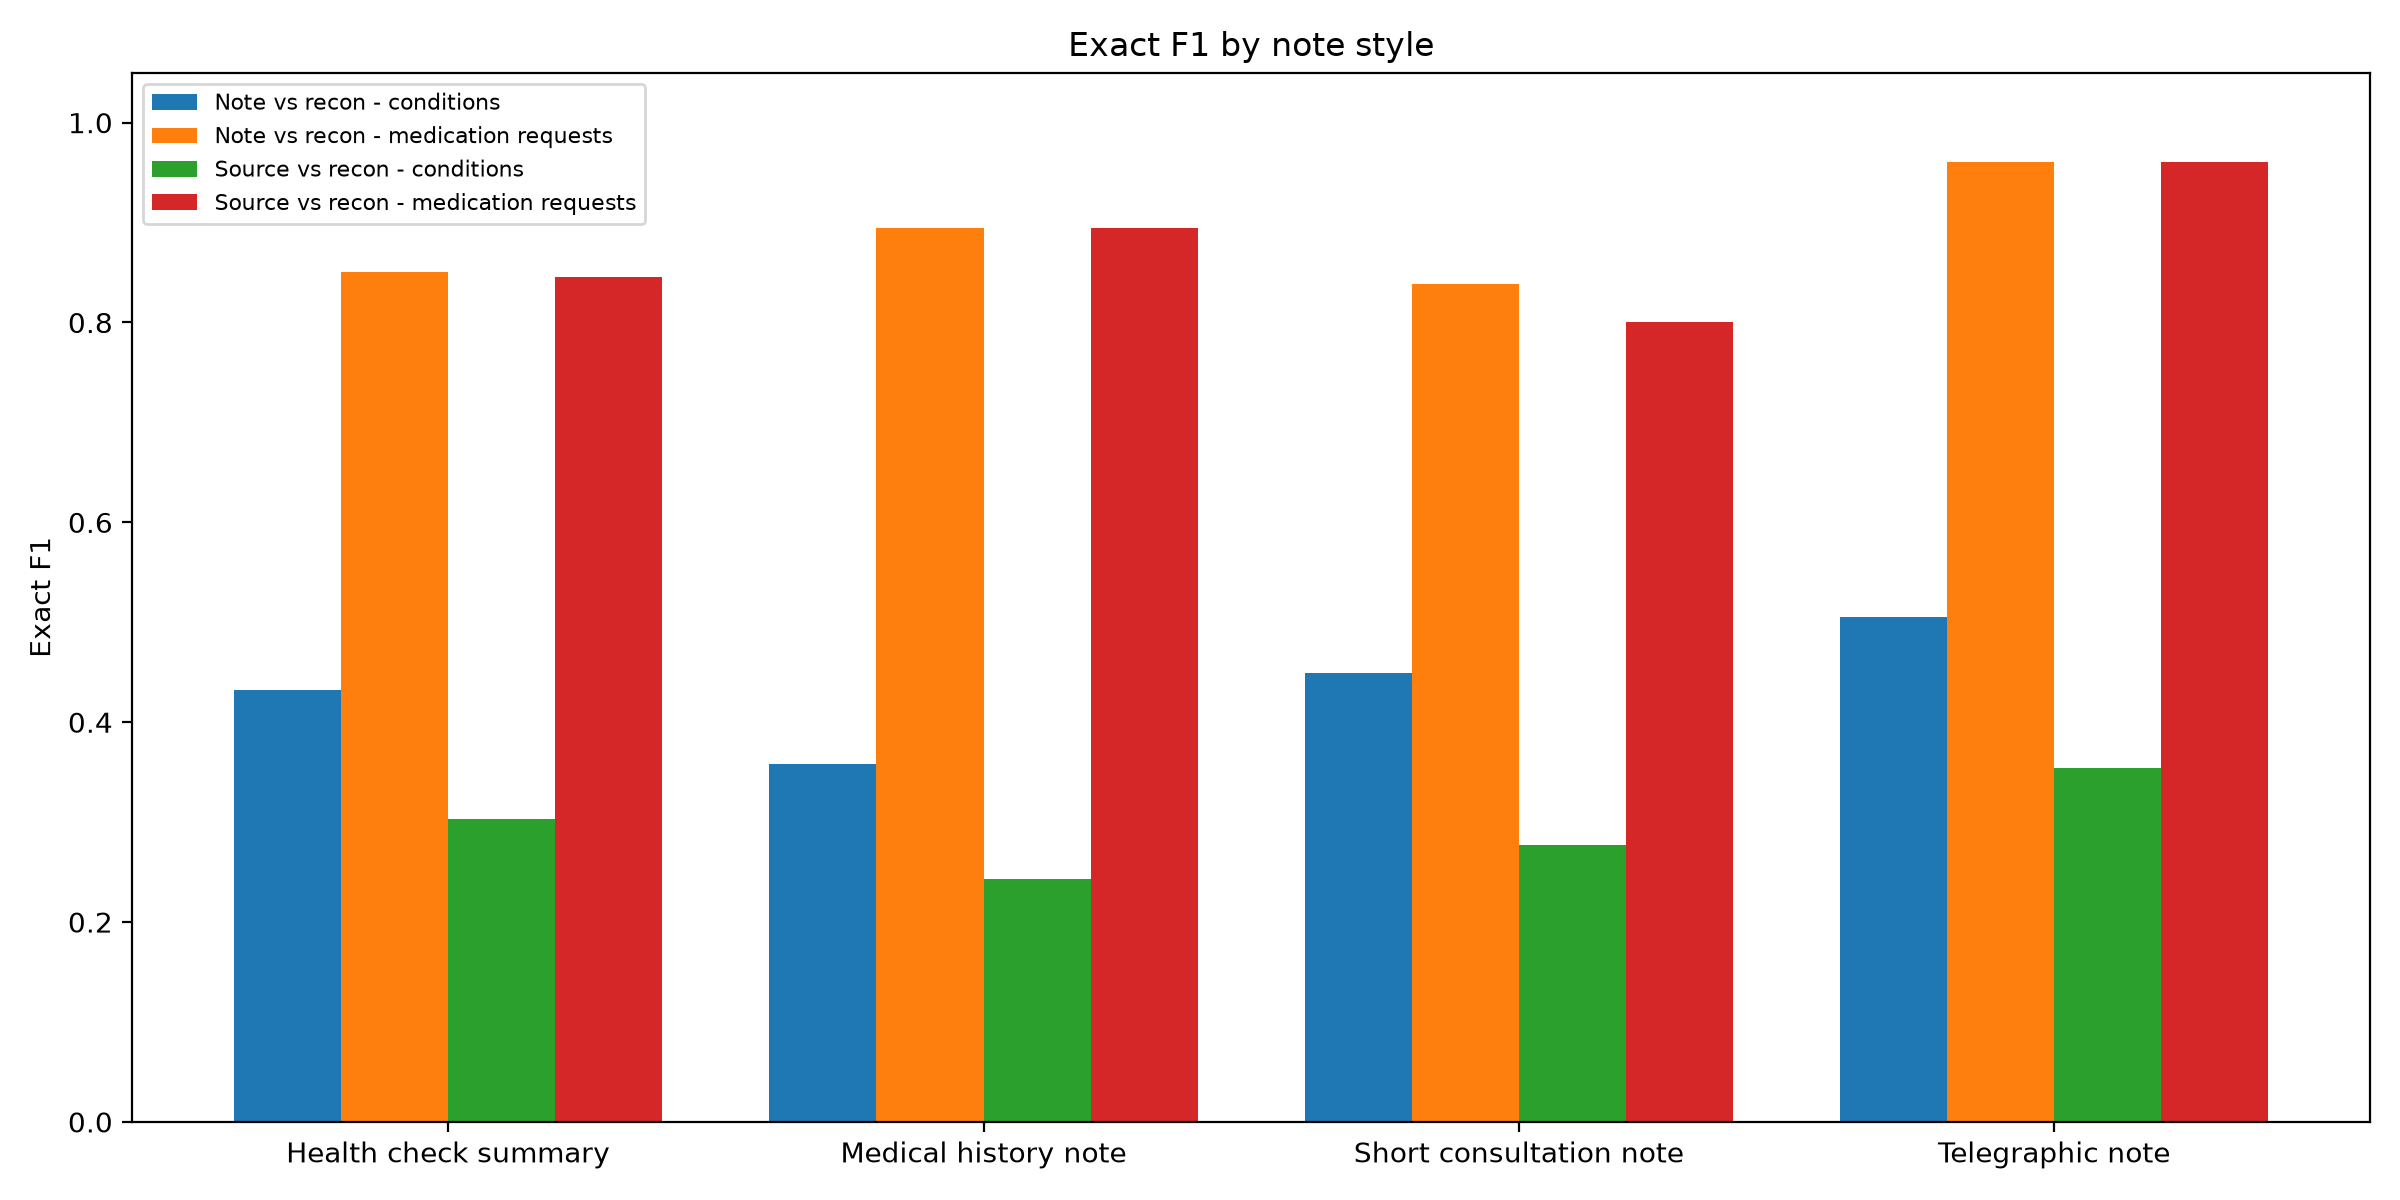 Exact F1 by note style
Note vs recon - conditions
Note vs recon - medication requests
Source vs recon - conditions
Source vs recon - medication requests
Exact F1
1.0
0.8
0.6
0.4
0.2
0.0
Health check summary
Medical history note
Short consultation note
Telegraphic note